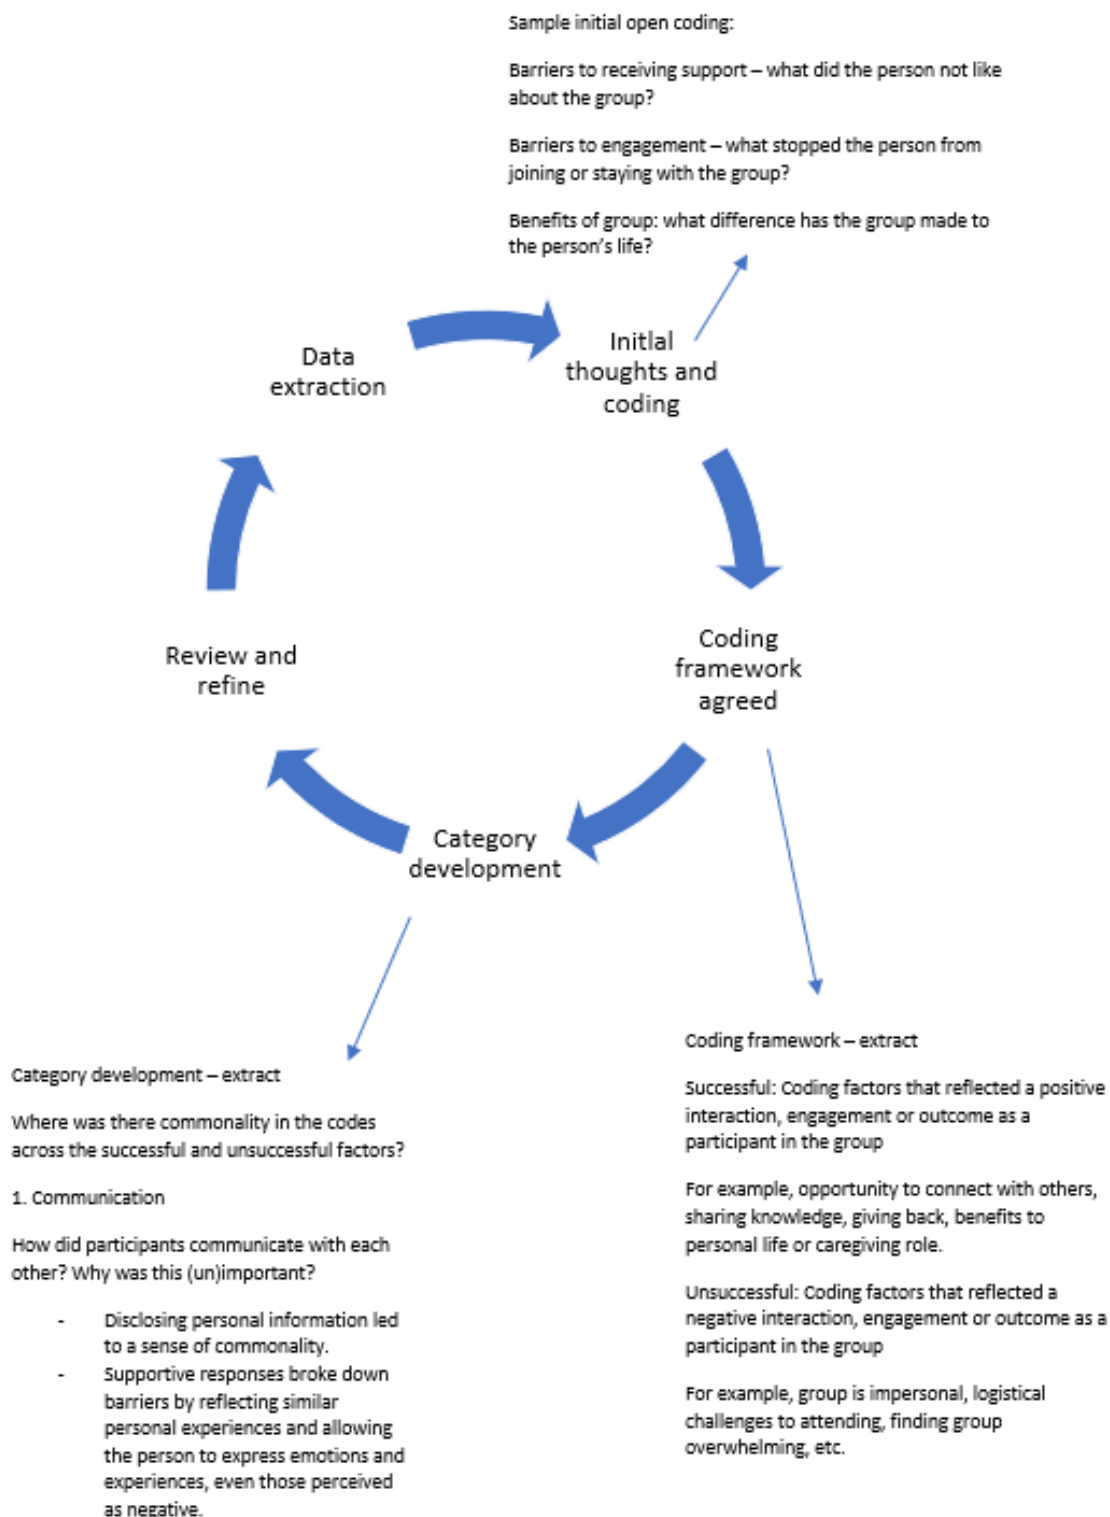 Sample initial open coding:
Barriers to receiving support – what did the person not like
about the group?
Barriers to engagement – what stopped the person from
joining or staying with the group?
Benefits of group: what difference has the group made to
the person's life?
Data
extraction
Initlal
thoughts and
coding
Review and
refine
Coding
framework
agreed
Category
development
Category development – extract
Where was there commonality in the codes
across the successful and unsuccessful factors?
1. Communication
How did participants communicate with each
other? Why was this (un)important?
- Disclosing personal information led
to a sense of commonality.
- Supportive responses broke down
barriers by reflecting similar
personal experiences and allowing
the person to express emotions and
experiences, even those perceived
as negative.
Coding framework – extract
Successful: Coding factors that reflected a positive
interaction, engagement or outcome as a
participant in the group
For example, opportunity to connect with others,
sharing knowledge, giving back, benefits to
personal life or caregiving role.
Unsuccessful: Coding factors that reflected a
negative interaction, engagement or outcome as a
participant in the group
For example, group is impersonal, logistical
challenges to attending, finding group
overwhelming, etc.